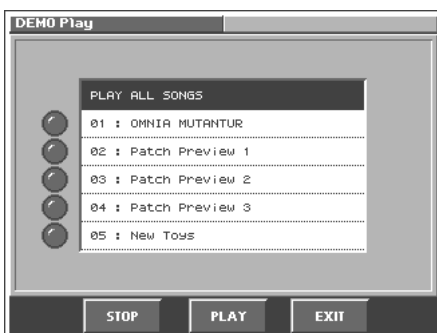 DEMO Play
PLAY ALL SONGS
01 : OMNIA MUTANTUR
02 : Patch Preview 1
03 : Patch Preview 2
04 : Patch Preview 3
05 : New Toys
STOP PLAY EXIT